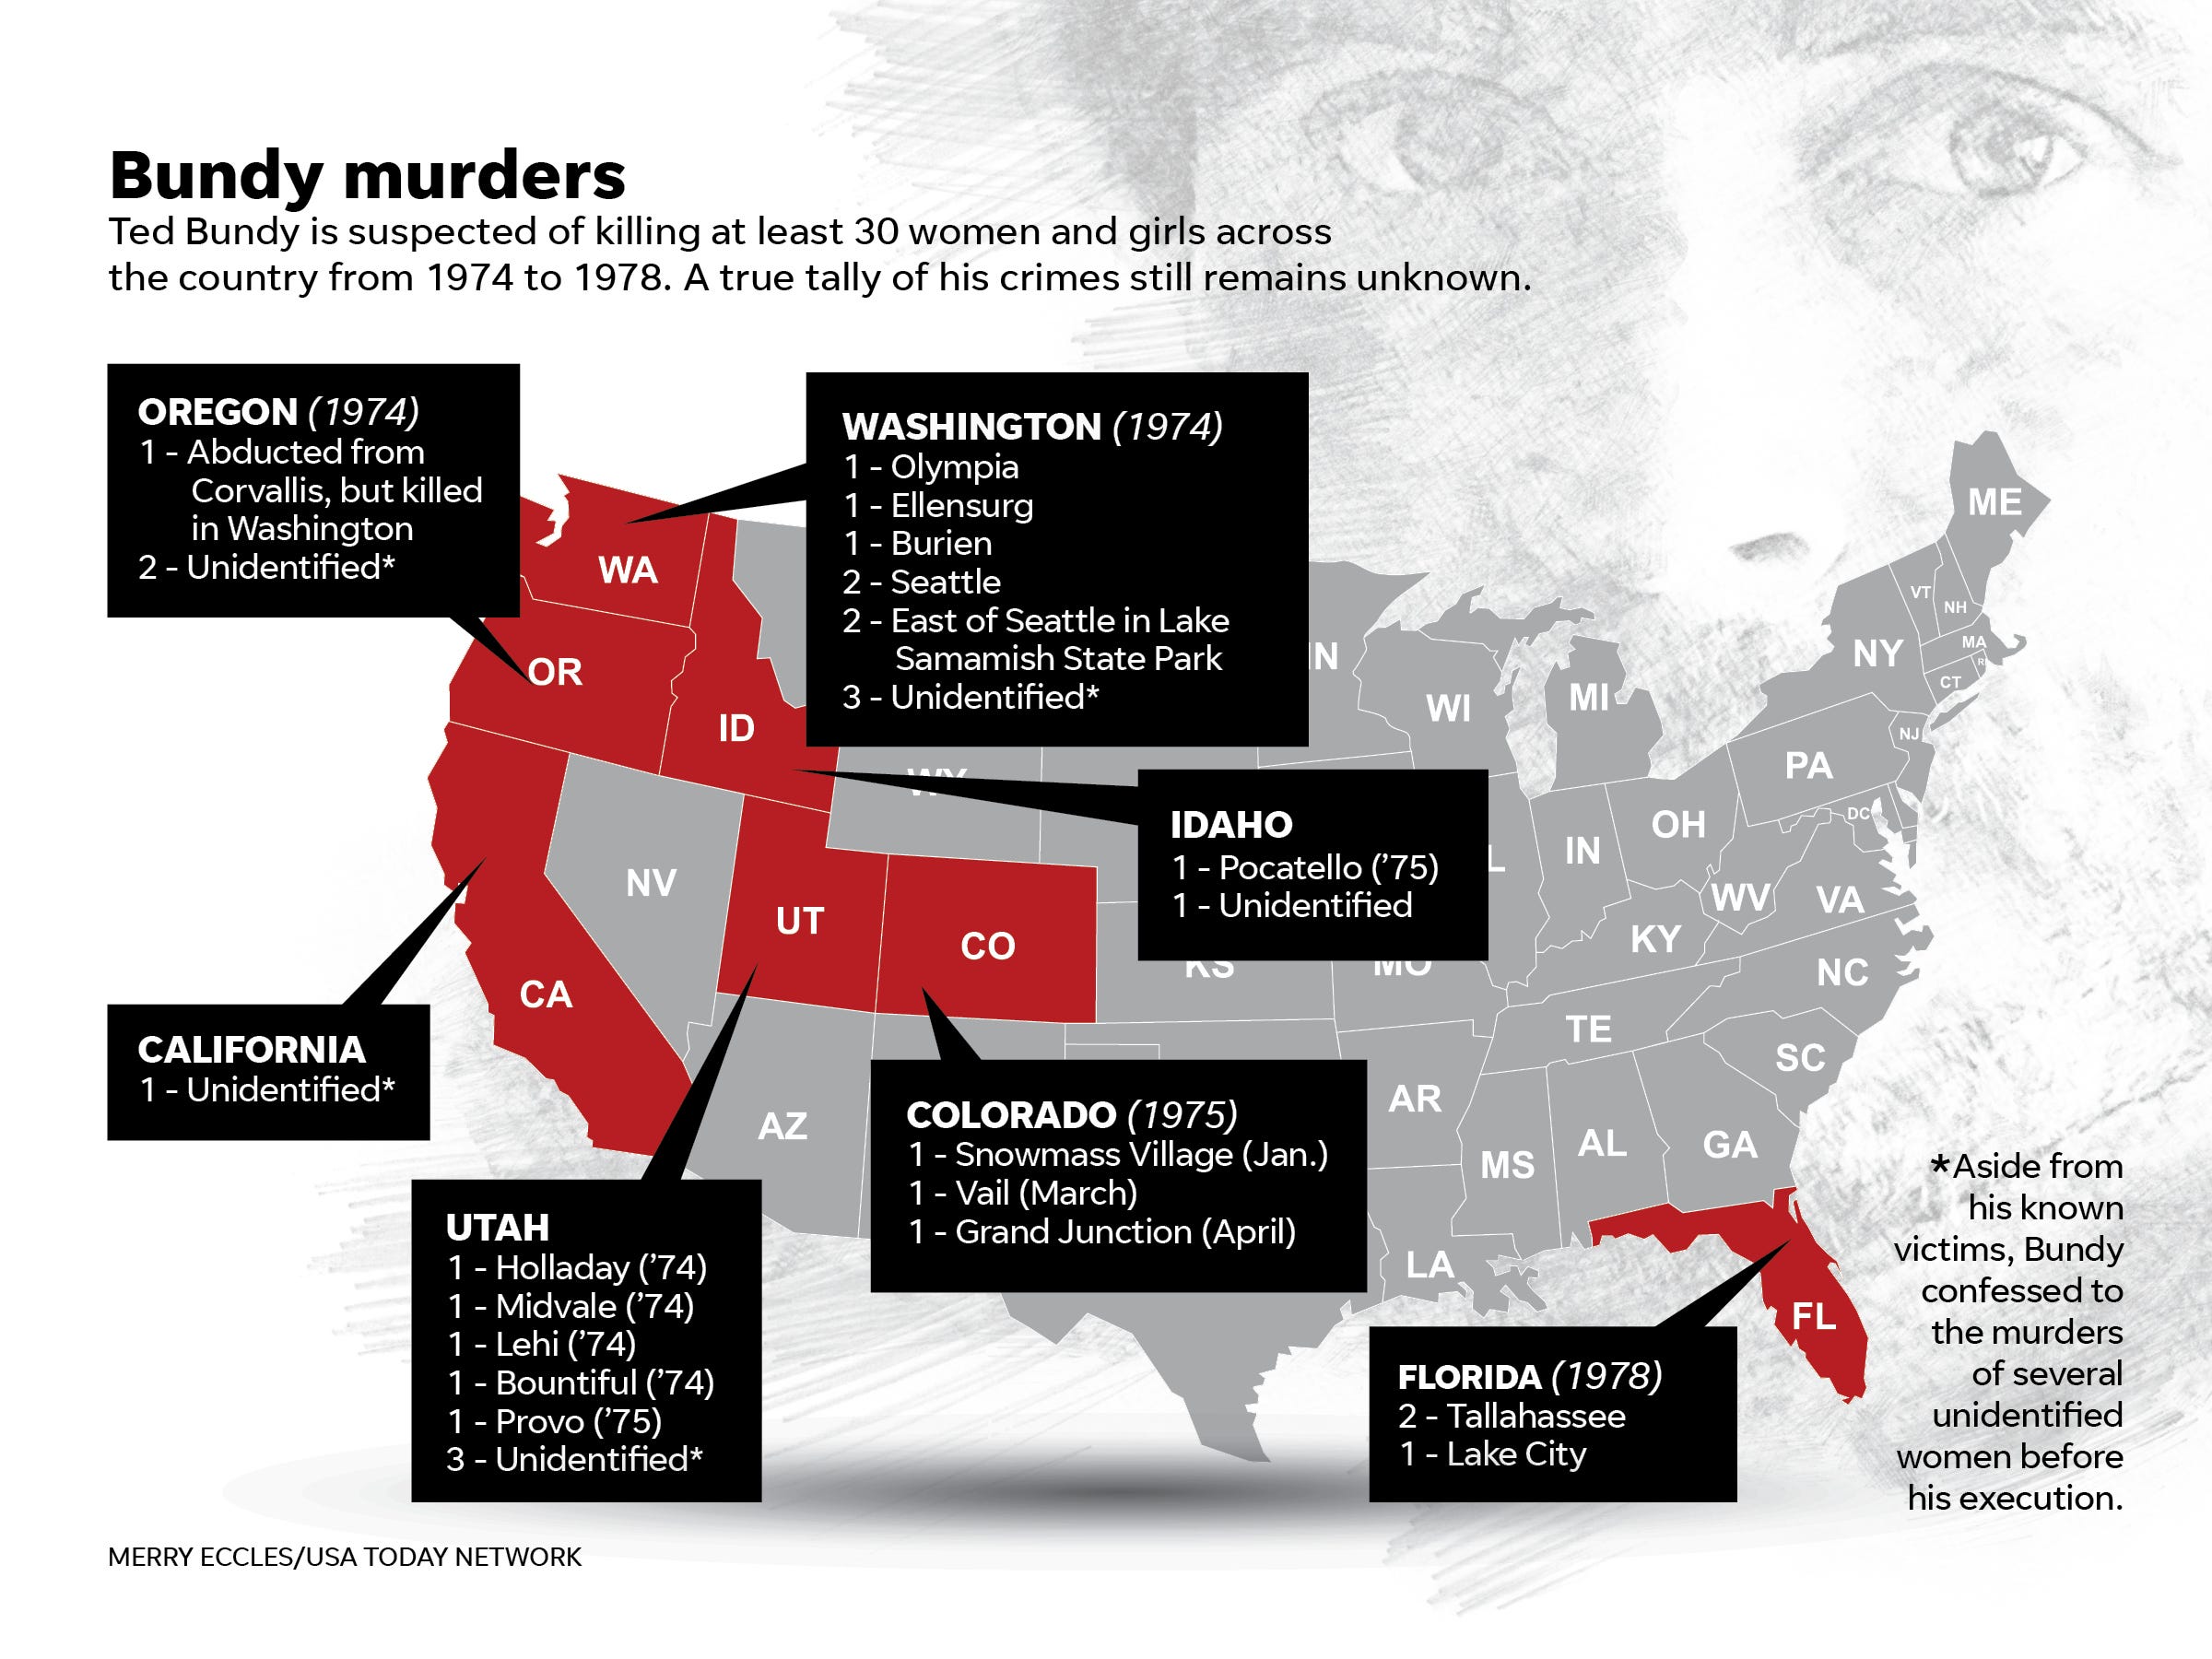 Bundy murders
Ted Bundy is suspected of killing at least 30 women and girls across
the country from 1974 to 1978. A true tally of his crimes still remains unknown.
OREGON (1974)
1 - Abducted from
Corvallis, but killed
in Washington
2 - Unidentified*
WASHINGTON (1974)
1 - Olympia
1 - Ellensurg
1 - Burien
2 - Seattle
2 - East of Seattle in Lake
Samamish State Park
3 - Unidentified*
IDAHO
1 - Pocatello (’75)
1 - Unidentified
CALIFORNIA
1 - Unidentified*
UTAH
1 - Holladay (’74)
1 - Midvale (’74)
1 - Lehi (’74)
1 - Bountiful (’74)
1 - Provo (’75)
3 - Unidentified*
COLORADO (1975)
1 - Snowmass Village (Jan.)
1 - Vail (March)
1 - Grand Junction (April)
FLORIDA (1978)
2 - Tallahassee
1 - Lake City
*Aside from
his known
victims, Bundy
confessed to
the murders
of several
unidentified
women before
his execution.
WA
OR
ID
CA
NV
UT
CO
AZ
WY
KS
MO
AR
LA
MS
AL
GA
FL
SC
NC
TE
KY
VA
WV
DC
OH
IN
MI
WI
PA
NJ
NY
CT
MA
NH
VT
ME
MERRY ECCLES/USA TODAY NETWORK